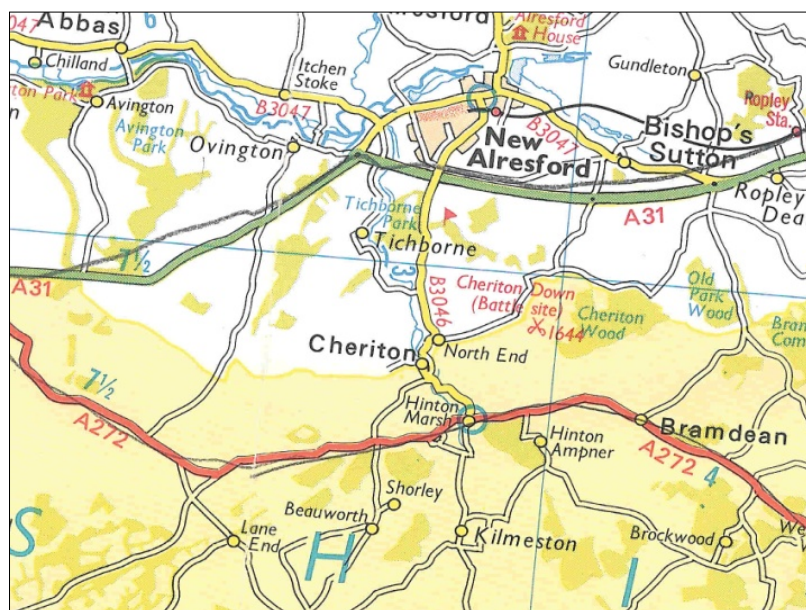 Abbas
6
Alresford
House
Chilland
Itchen
Stoke
Gundleton
Avington
B3047
Ropley
Sta.
Avington
Park
Ovington
New
Alresford
B3047
Bishop's
Sutton
Ropley
A31
Tichborne
Park
Tichborne
7½
3
A31
B3046
Cheriton Down
(Battle site)
1644
Cheriton
Wood
Old
Park
Wood
North End
Cheriton
7½
A272
Hinton
Marsh
Bramdean
Hinton
Ampner
A272
4
Shorley
Beauworth
Lane
End
Kilmeston
Brockwood
S
H
I